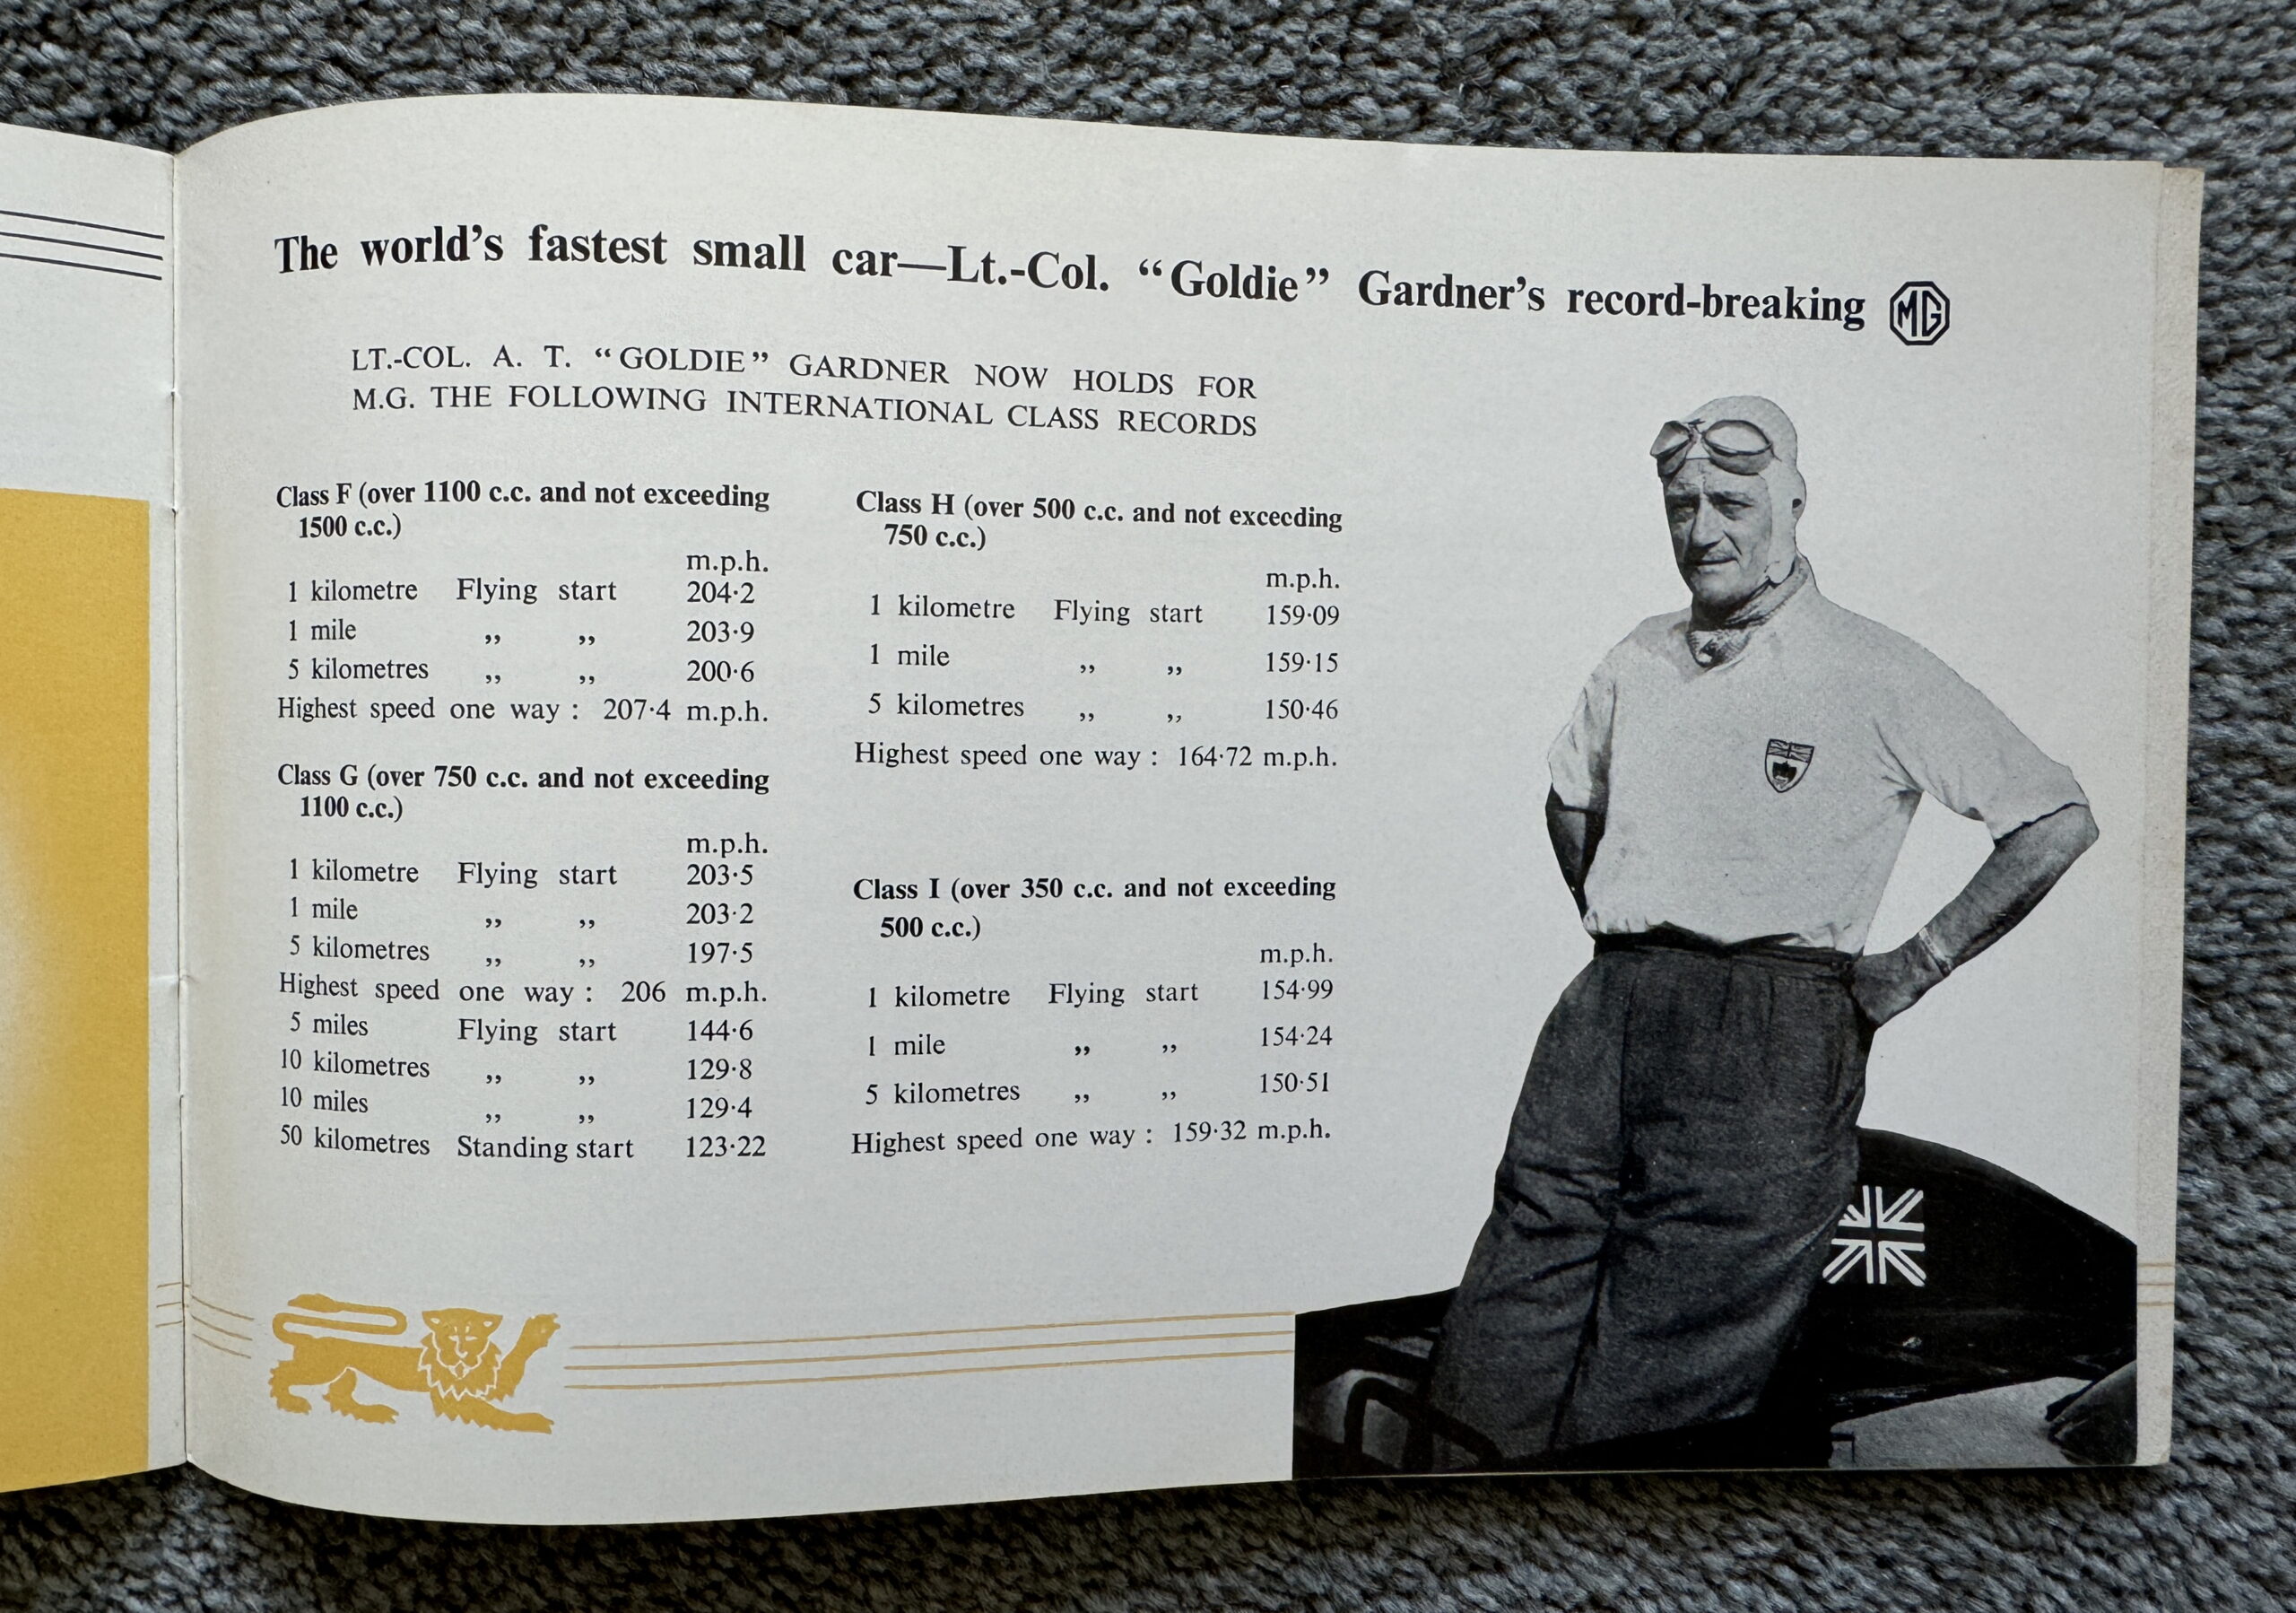 The world's fastest small car—Lt.-Col. “Goldie” Gardner's record-breaking MG
LT.-COL. A. T. “GOLDIE” GARDNER NOW HOLDS FOR
M.G. THE FOLLOWING INTERNATIONAL CLASS RECORDS
Class F (over 1100 c.c. and not exceeding
1500 c.c.)
m.p.h.
1 kilometre Flying start 204·2
1 mile ,, ,, 203·9
5 kilometres ,, ,, 200·6
Highest speed one way : 207·4 m.p.h.
Class G (over 750 c.c. and not exceeding
1100 c.c.)
m.p.h.
1 kilometre Flying start 203·5
1 mile ,, ,, 203·2
5 kilometres ,, ,, 197·5
Highest speed one way : 206 m.p.h.
5 miles Flying start 144·6
10 kilometres ,, ,, 129·8
10 miles ,, ,, 129·4
50 kilometres Standing start 123·22
Class H (over 500 c.c. and not exceeding
750 c.c.)
m.p.h.
1 kilometre Flying start 159·09
1 mile ,, ,, 159·15
5 kilometres ,, ,, 150·46
Highest speed one way : 164·72 m.p.h.
Class I (over 350 c.c. and not exceeding
500 c.c.)
m.p.h.
1 kilometre Flying start 154·99
1 mile ,, ,, 154·24
5 kilometres ,, ,, 150·51
Highest speed one way : 159·32 m.p.h.